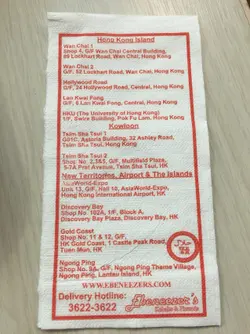 Hong Kong Island
Wan Chai 1
Shop 4, G/F Wan Chai Central Building,
89 Lockhart Road, Wan Chai, Hong Kong
Wan Chai 2
G/F, 52 Lockhart Road, Wan Chai, Hong Kong
Hollywood Road
G/F, 24 Hollywood Road, Central, Hong Kong
Lan Kwai Fong
G/F, 6 Lan Kwai Fong, Central, Hong Kong
HKU (The University of Hong Kong)
1/F, Swire Building, Pok Fu Lam, Hong Kong
Kowloon
Tsim Sha Tsui 1
Astoria Building, 32 Ashley Road,
Tsim Sha Tsui, Hong Kong
Tsim Sha Tsui 2
Shop No. 2,3&5, G/F, Multifield Plaza,
3-7A Prat Avenue, Tsim Sha Tsui, HK
New Territories, Airport & The Islands
AsiaWorld-Expo
Unit 13, G/F, Hall 10, AsiaWorld-Expo,
Hong Kong International Airport, HK
Discovery Bay
Shop No. 102A, 1/F, Block A,
Discovery Bay Plaza, Discovery Bay, HK
Gold Coast
Shop No. 11 & 12, G/F,
HK Gold Coast, 1 Castle Peak Road,
Tuen Mun, HK
Ngong Ping
Shop No. G/F, Ngong Ping Theme Village,
Ngong Ping, Lantau Island, HK
WWW.EBENEEZERS.COM
Delivery Hotline:
3622-3622
Ebeneezer's
Kebabs & Pizzeria